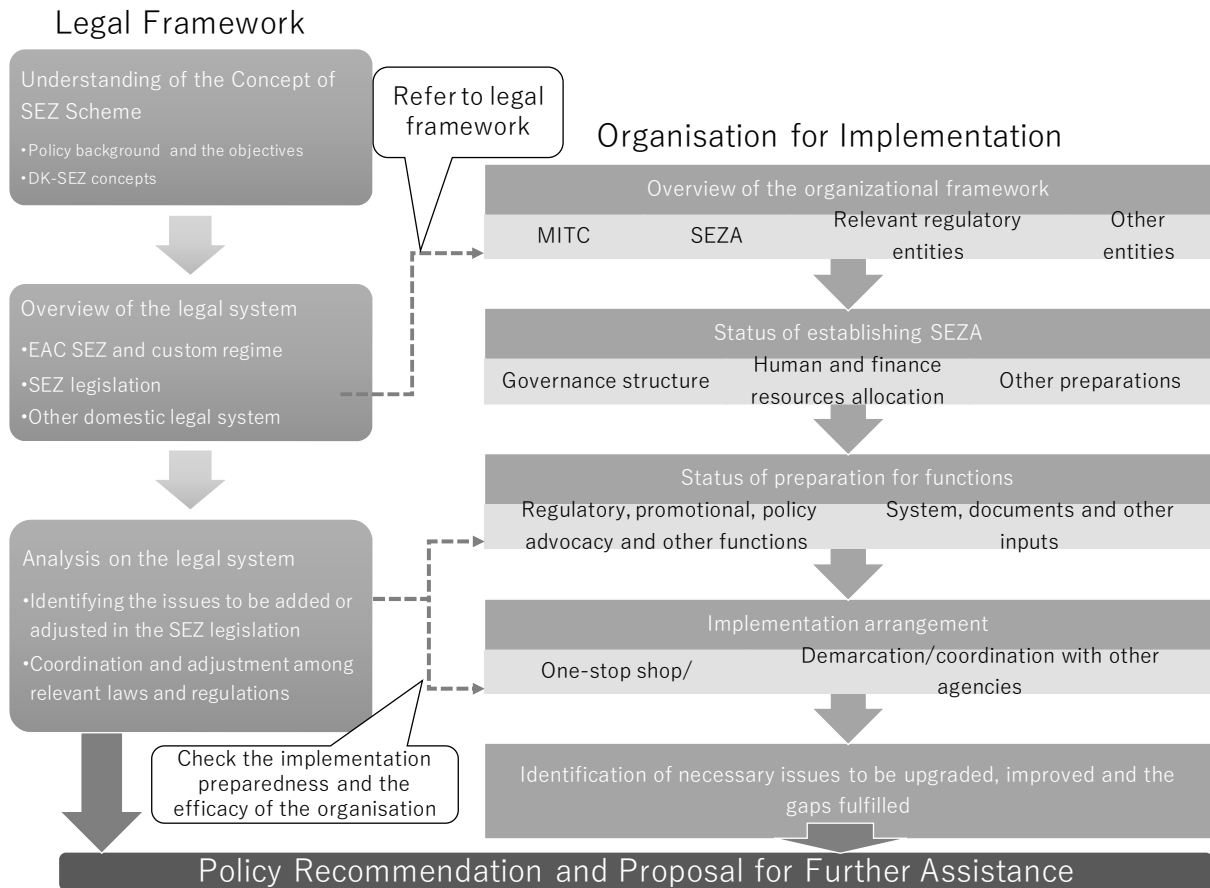 Legal Framework
Understanding of the Concept of
SEZ Scheme
•Policy background and the objectives
•DK-SEZ concepts
Refer to legal
framework
Overview of the legal system
•EAC SEZ and custom regime
•SEZ legislation
•Other domestic legal system
Analysis on the legal system
•Identifying the issues to be added or
adjusted in the SEZ legislation
•Coordination and adjustment among
relevant laws and regulations
Check the implementation
preparedness and the
efficacy of the organisation
Organisation for Implementation
Overview of the organizational framework
MITC
SEZA
Relevant regulatory
entities
Other
entities
Status of establishing SEZA
Governance structure
Human and finance
resources allocation
Other preparations
Status of preparation for functions
Regulatory, promotional, policy
advocacy and other functions
System, documents and other
inputs
Implementation arrangement
One-stop shop/
Demarcation/coordination with other
agencies
Identification of necessary issues to be upgraded, improved and the
gaps fulfilled
Policy Recommendation and Proposal for Further Assistance